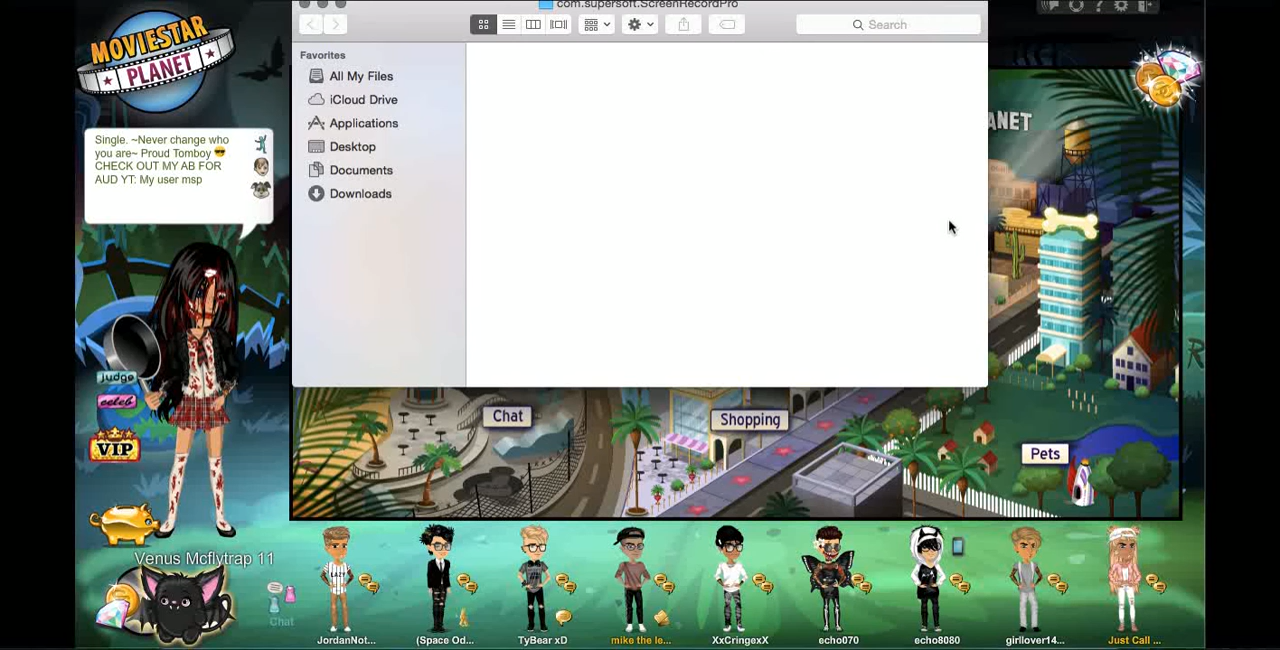 com.supersoft.ScreenRecordPro
Search
Favorites
All My Files
iCloud Drive
Applications
Desktop
Documents
Downloads
MOVIESTAR
PLANET
Single. ~Never change who
you are~ Proud Tomboy 😎
CHECK OUT MY AB FOR
AUD YT: My user msp
ANET
judge
celeb
VIP
Chat
Shopping
Pets
Venus Mcflytrap 11
Chat
JordanNot...
(Space Od...
TyBear xD
mike the le...
XxCringexX
echo070
echo8080
girllover14...
Just Call ...